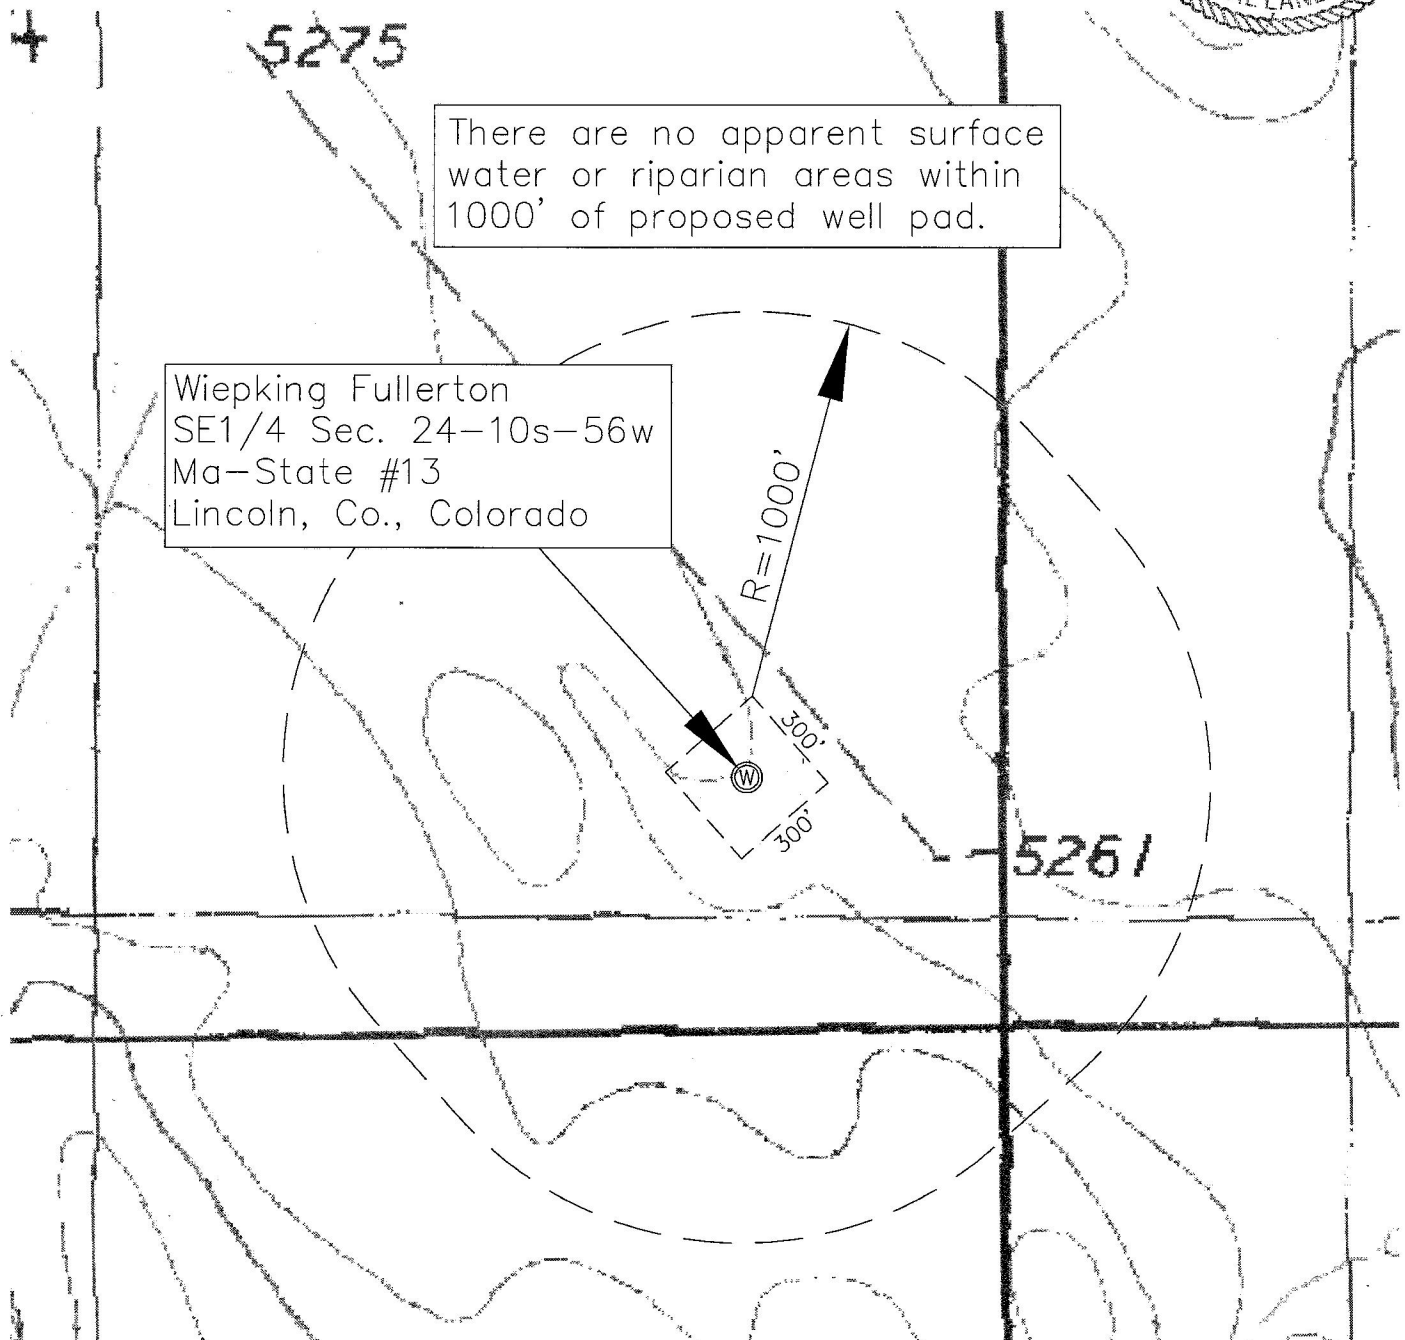 5275
There are no apparent surface
water or riparian areas within
1000' of proposed well pad.
Wiepking Fullerton
SE1/4 Sec. 24-10s-56w
Ma-State #13
Lincoln, Co., Colorado
R=1000'
300'
W
300'
5261